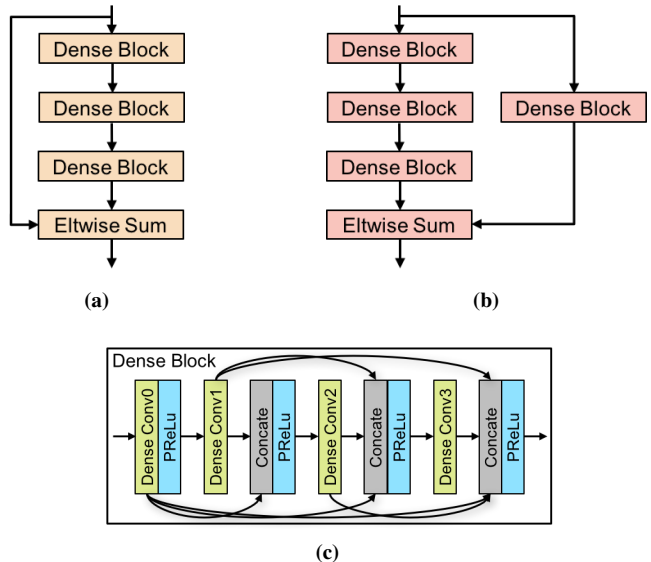 Dense Block
Dense Block
Dense Block
Eltwise Sum
(a)
Dense Block
Dense Block
Dense Block
Dense Block
Eltwise Sum
(b)
Dense Block
Dense Conv0
PReLu
Dense Conv1
Concate
PReLu
Dense Conv2
Concate
PReLu
Dense Conv3
Concate
PReLu
(c)